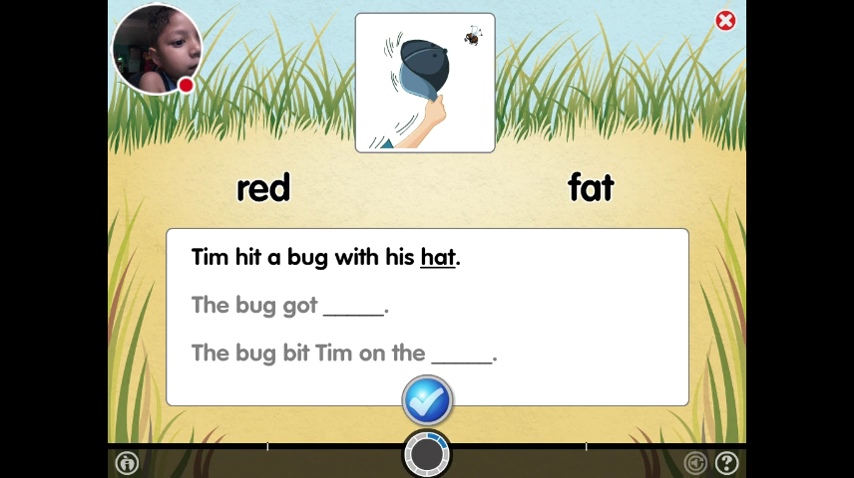 red fat
Tim hit a bug with his hat.
The bug got _____.
The bug bit Tim on the _____.
?